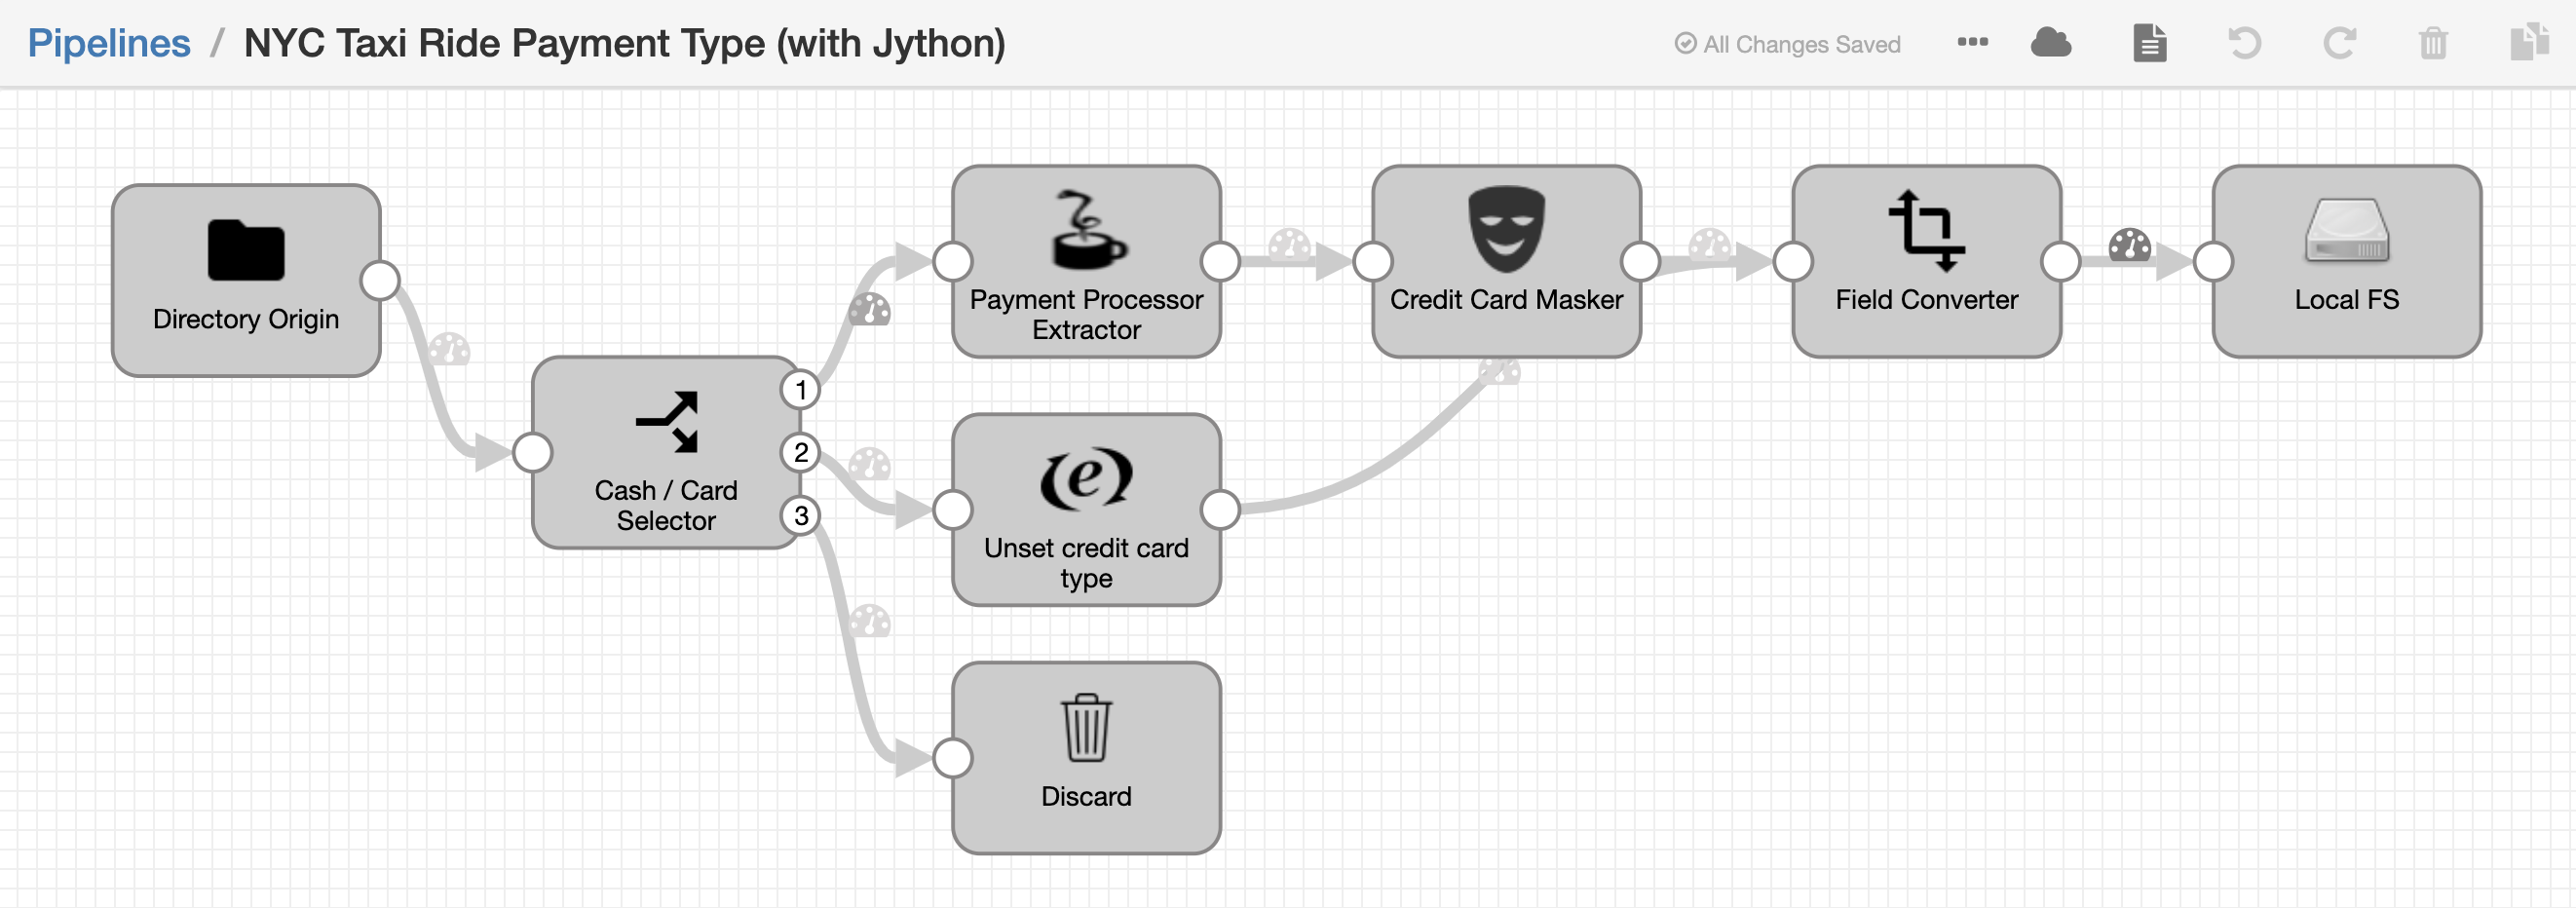 Pipelines / NYC Taxi Ride Payment Type (with Jython)
All Changes Saved
Directory Origin
Cash / Card
Selector
1
2
3
Payment Processor
Extractor
Credit Card Masker
Field Converter
Local FS
e
Unset credit card
type
Discard